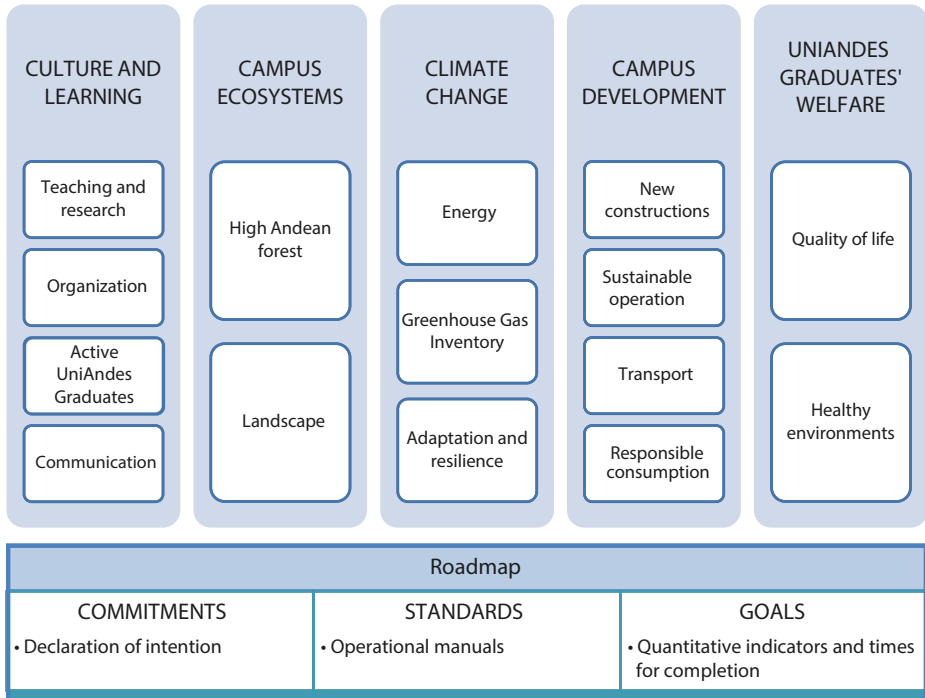 CULTURE AND
LEARNING
Teaching and
research
Organization
Active
UniAndes
Graduates
Communication
CAMPUS
ECOSYSTEMS
High Andean
forest
Landscape
CLIMATE
CHANGE
Energy
Greenhouse Gas
Inventory
Adaptation and
resilience
CAMPUS
DEVELOPMENT
New
constructions
Sustainable
operation
Transport
Responsible
consumption
UNIANDES
GRADUATES'
WELFARE
Quality of life
Healthy
environments
Roadmap
COMMITMENTS
• Declaration of intention
STANDARDS
• Operational manuals
GOALS
• Quantitative indicators and times
for completion